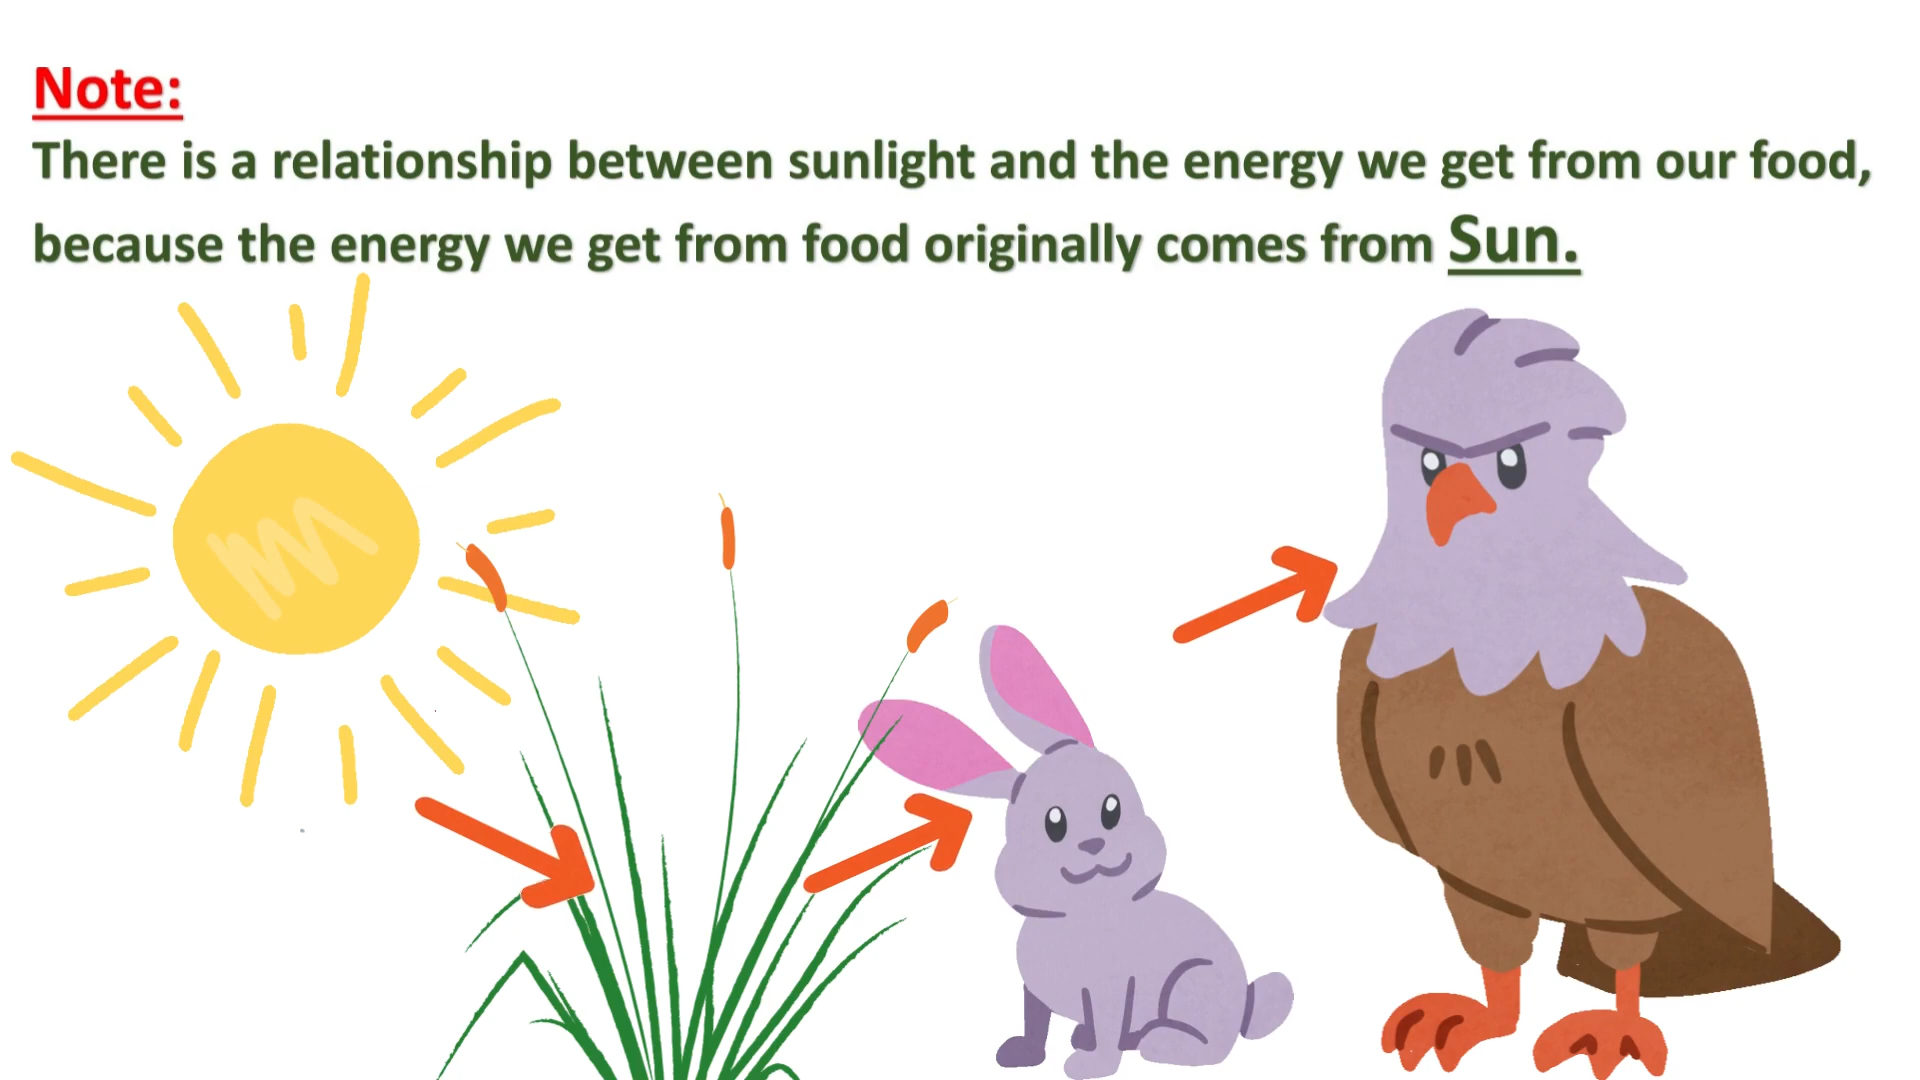 Note:
There is a relationship between sunlight and the energy we get from our food,
because the energy we get from food originally comes from Sun.